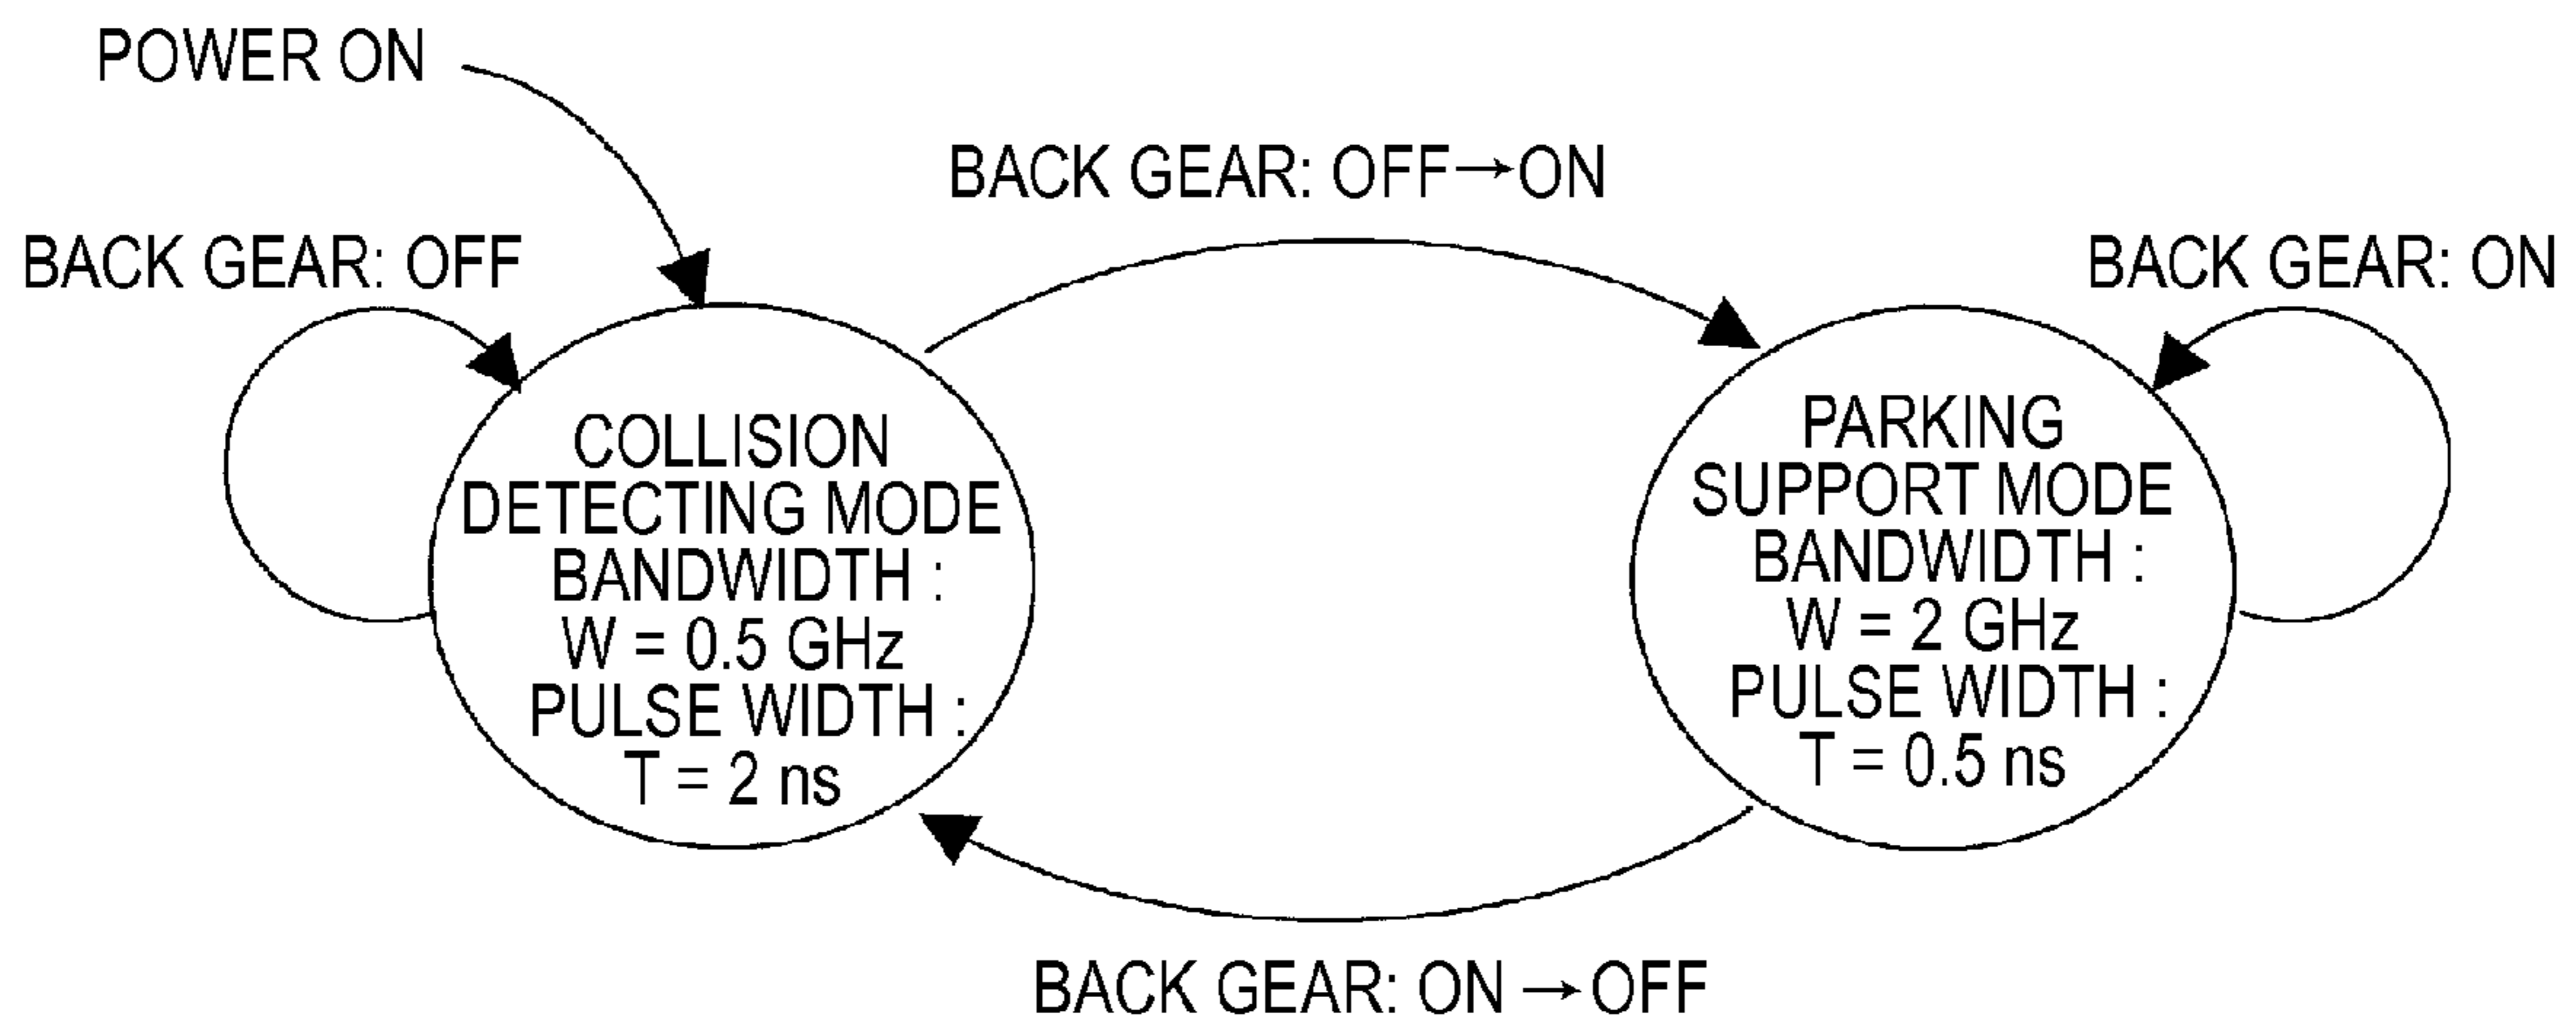 POWER ON
BACK GEAR: OFF→ON
BACK GEAR: OFF
BACK GEAR: ON
COLLISION
DETECTING MODE
BANDWIDTH :
W = 0.5 GHz
PULSE WIDTH :
T = 2 ns
PARKING
SUPPORT MODE
BANDWIDTH :
W = 2 GHz
PULSE WIDTH :
T = 0.5 ns
BACK GEAR: ON →OFF